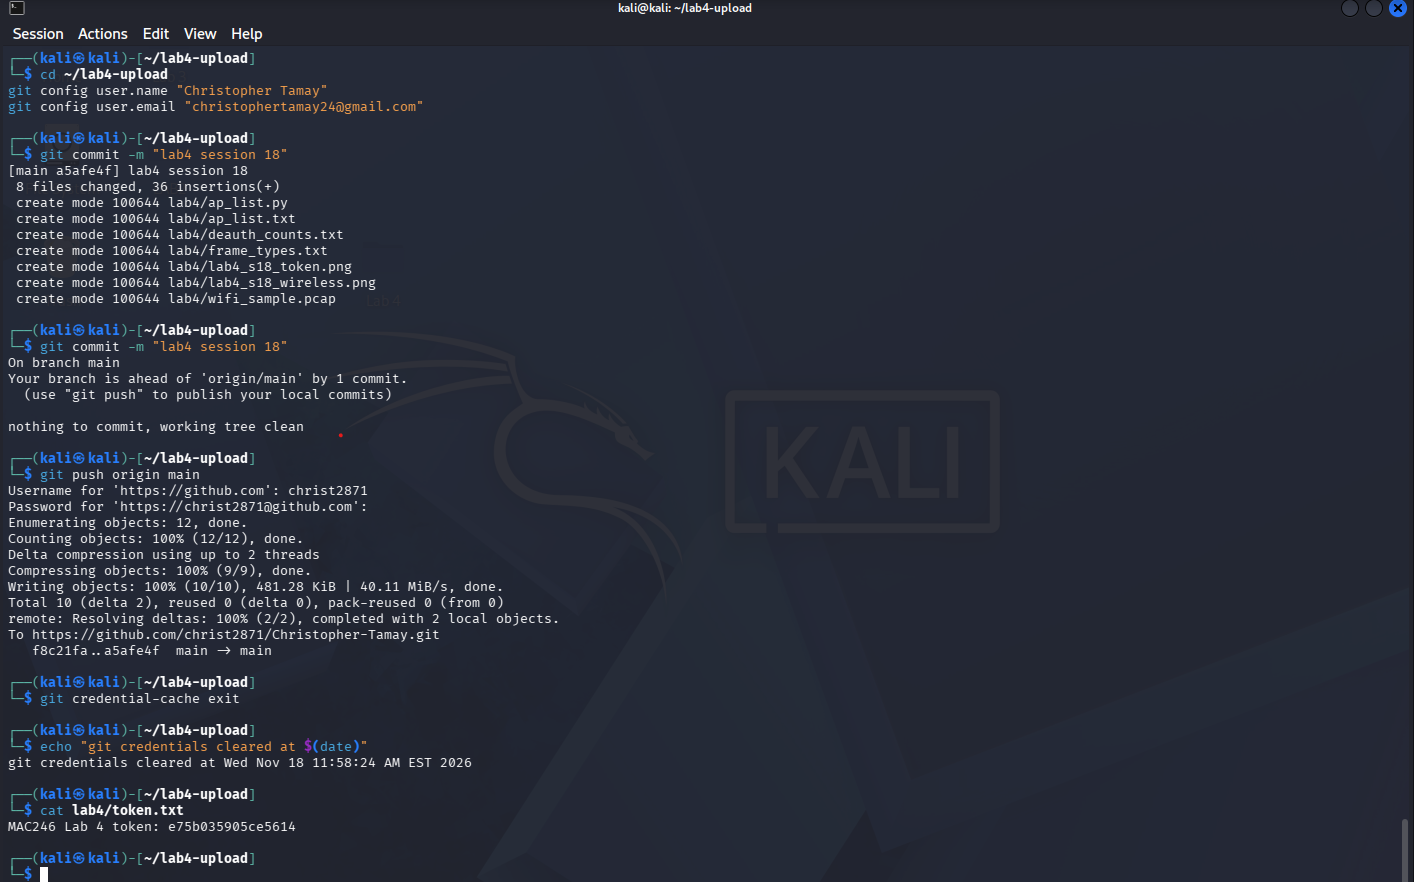 kali@kali: ~/lab4-upload
Session Actions Edit View Help
┌──(kali㉿kali)-[~/lab4-upload]
└─$ cd ~/lab4-upload
git config user.name "Christopher Tamay"
git config user.email "christophertamay24@gmail.com"
┌──(kali㉿kali)-[~/lab4-upload]
└─$ git commit -m "lab4 session 18"
[main a5afe4f] lab4 session 18
 8 files changed, 36 insertions(+)
 create mode 100644 lab4/ap_list.py
 create mode 100644 lab4/ap_list.txt
 create mode 100644 lab4/deauth_counts.txt
 create mode 100644 lab4/frame_types.txt
 create mode 100644 lab4/lab4_s18_token.png
 create mode 100644 lab4/lab4_s18_wireless.png
 create mode 100644 lab4/wifi_sample.pcap
┌──(kali㉿kali)-[~/lab4-upload]
└─$ git commit -m "lab4 session 18"
On branch main
Your branch is ahead of 'origin/main' by 1 commit.
  (use "git push" to publish your local commits)
nothing to commit, working tree clean
┌──(kali㉿kali)-[~/lab4-upload]
└─$ git push origin main
Username for 'https://github.com': christ2871
Password for 'https://christ2871@github.com':
Enumerating objects: 12, done.
Counting objects: 100% (12/12), done.
Delta compression using up to 2 threads
Compressing objects: 100% (9/9), done.
Writing objects: 100% (10/10), 481.28 KiB | 40.11 MiB/s, done.
Total 10 (delta 2), reused 0 (delta 0), pack-reused 0 (from 0)
remote: Resolving deltas: 100% (2/2), completed with 2 local objects.
To https://github.com/christ2871/Christopher-Tamay.git
   f8c21fa..a5afe4f  main -> main
┌──(kali㉿kali)-[~/lab4-upload]
└─$ git credential-cache exit
┌──(kali㉿kali)-[~/lab4-upload]
└─$ echo "git credentials cleared at $(date)"
git credentials cleared at Wed Nov 18 11:58:24 AM EST 2026
┌──(kali㉿kali)-[~/lab4-upload]
└─$ cat lab4/token.txt
MAC246 Lab 4 token: e75b035905ce5614
┌──(kali㉿kali)-[~/lab4-upload]
└─$
KALI